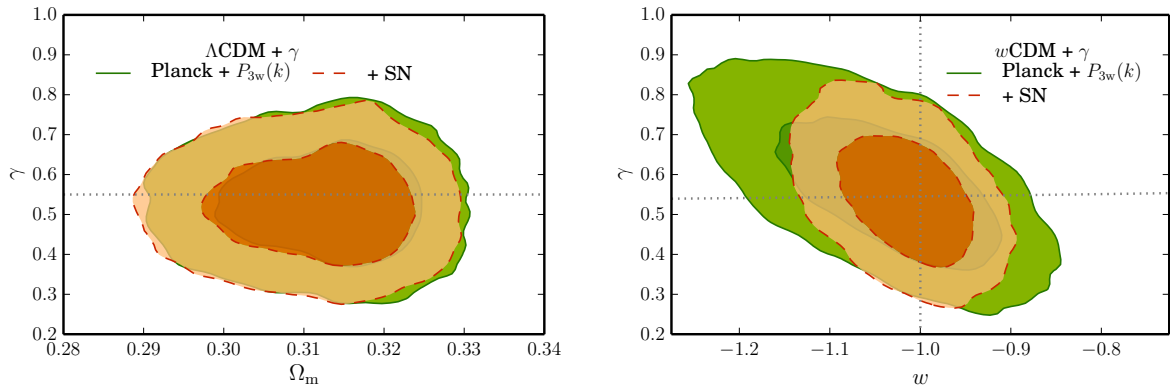 1.0
0.9
0.8
0.7
0.6
0.5
0.4
0.3
0.2
γ
ΛCDM + γ
Planck + P₃w(k)
+ SN
0.28 0.29 0.30 0.31 0.32 0.33 0.34
Ωm
1.0
0.9
0.8
0.7
0.6
0.5
0.4
0.3
0.2
γ
wCDM + γ
Planck + P₃w(k)
+ SN
−1.2 −1.1 −1.0 −0.9 −0.8
w